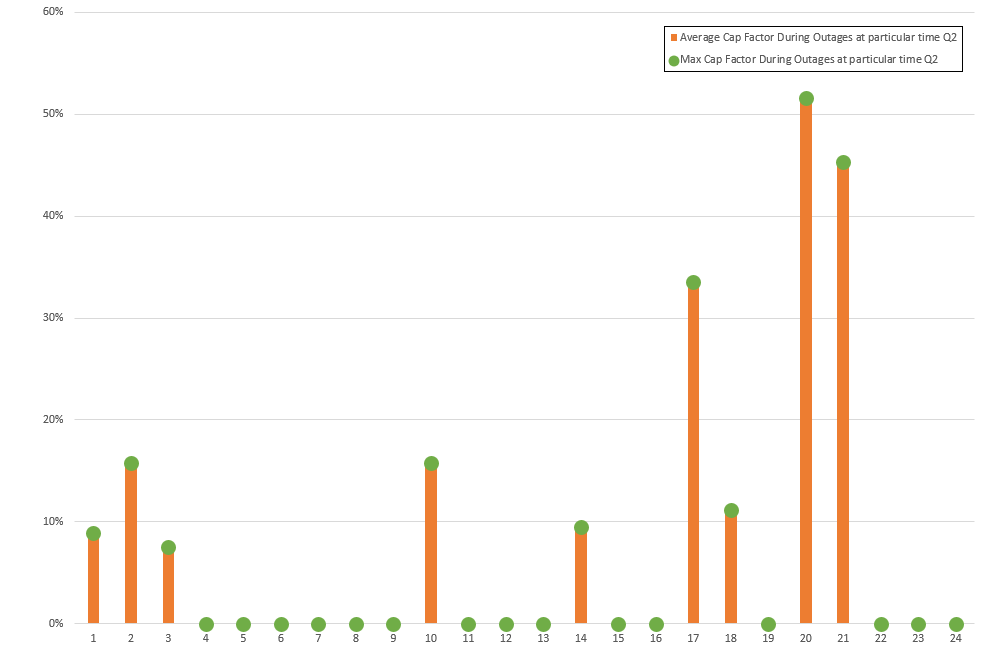 60%
Average Cap Factor During Outages at particular time Q2
Max Cap Factor During Outages at particular time Q2
50%
40%
30%
20%
10%
0%
1 2 3 4 5 6 7 8 9 10 11 12 13 14 15 16 17 18 19 20 21 22 23 24